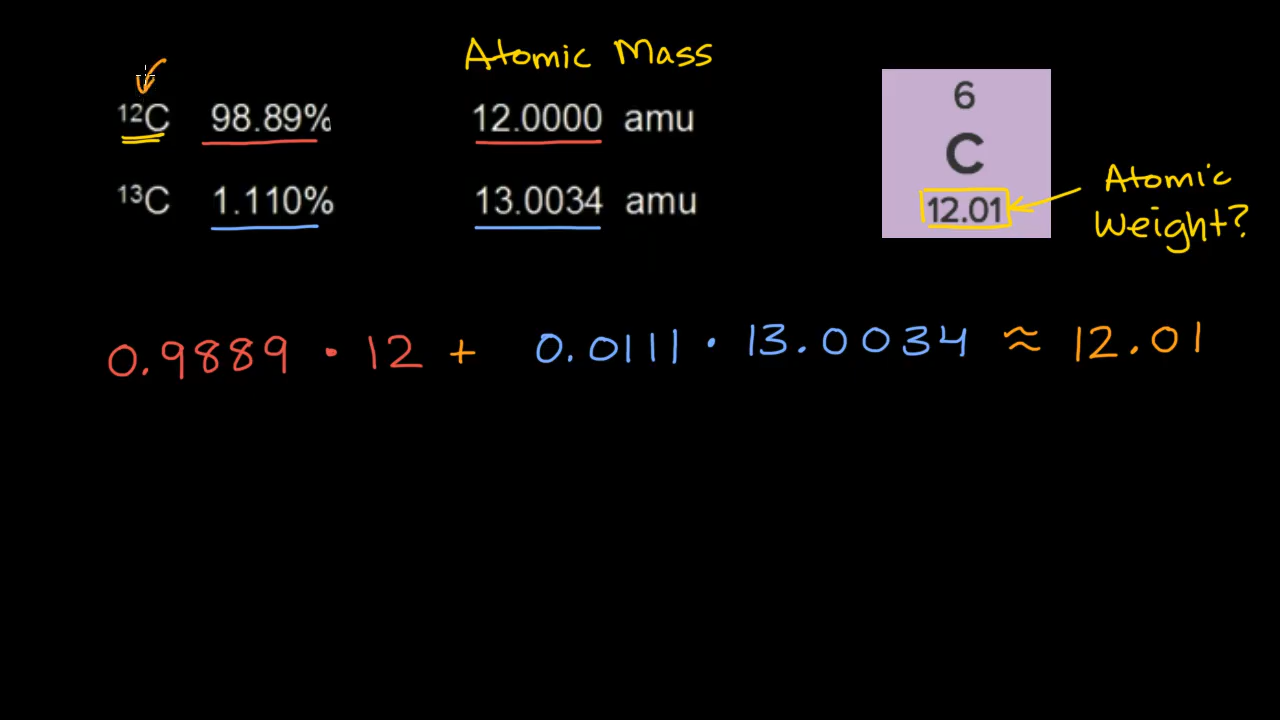 Atomic Mass
¹²C 98.89% 12.0000 amu
¹³C 1.110% 13.0034 amu
6
C
12.01
Atomic
Weight?
0.9889 · 12 + 0.0111 · 13.0034 ≈ 12.01